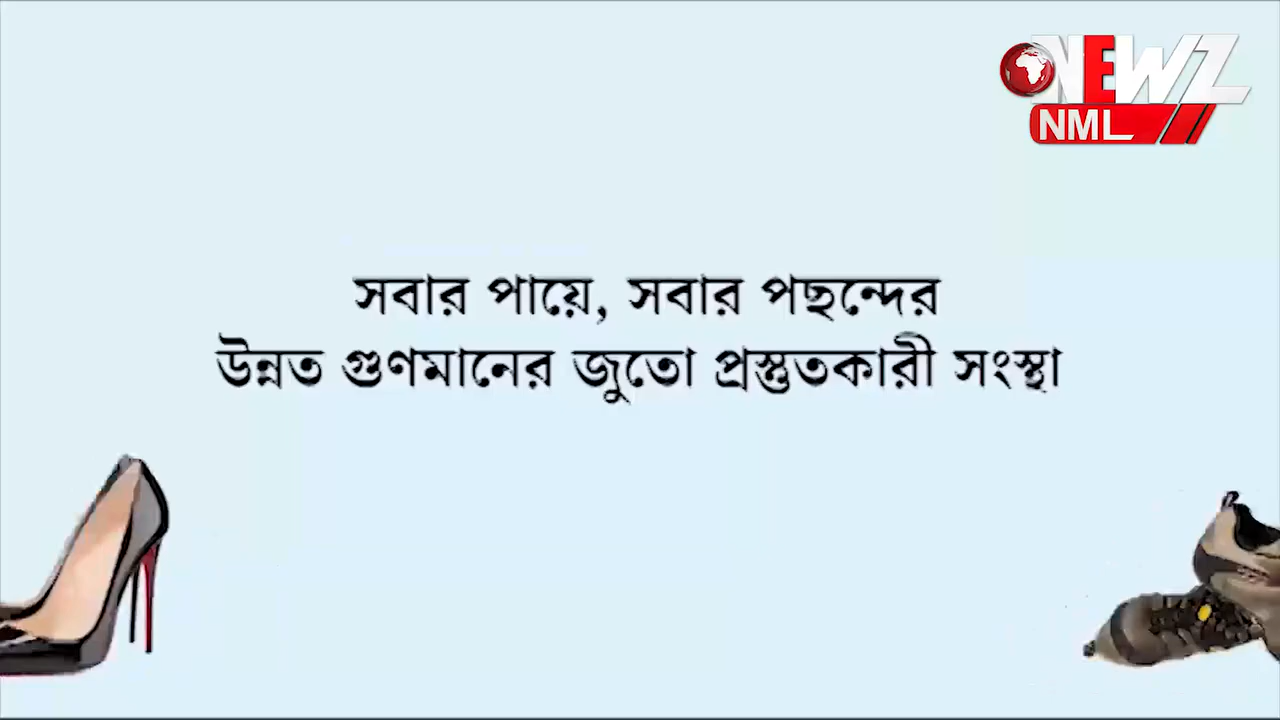 NEWZ
NML
সবার পায়ে, সবার পছন্দের
উন্নত গুণমানের জুতো প্রস্তুতকারী সংস্থা